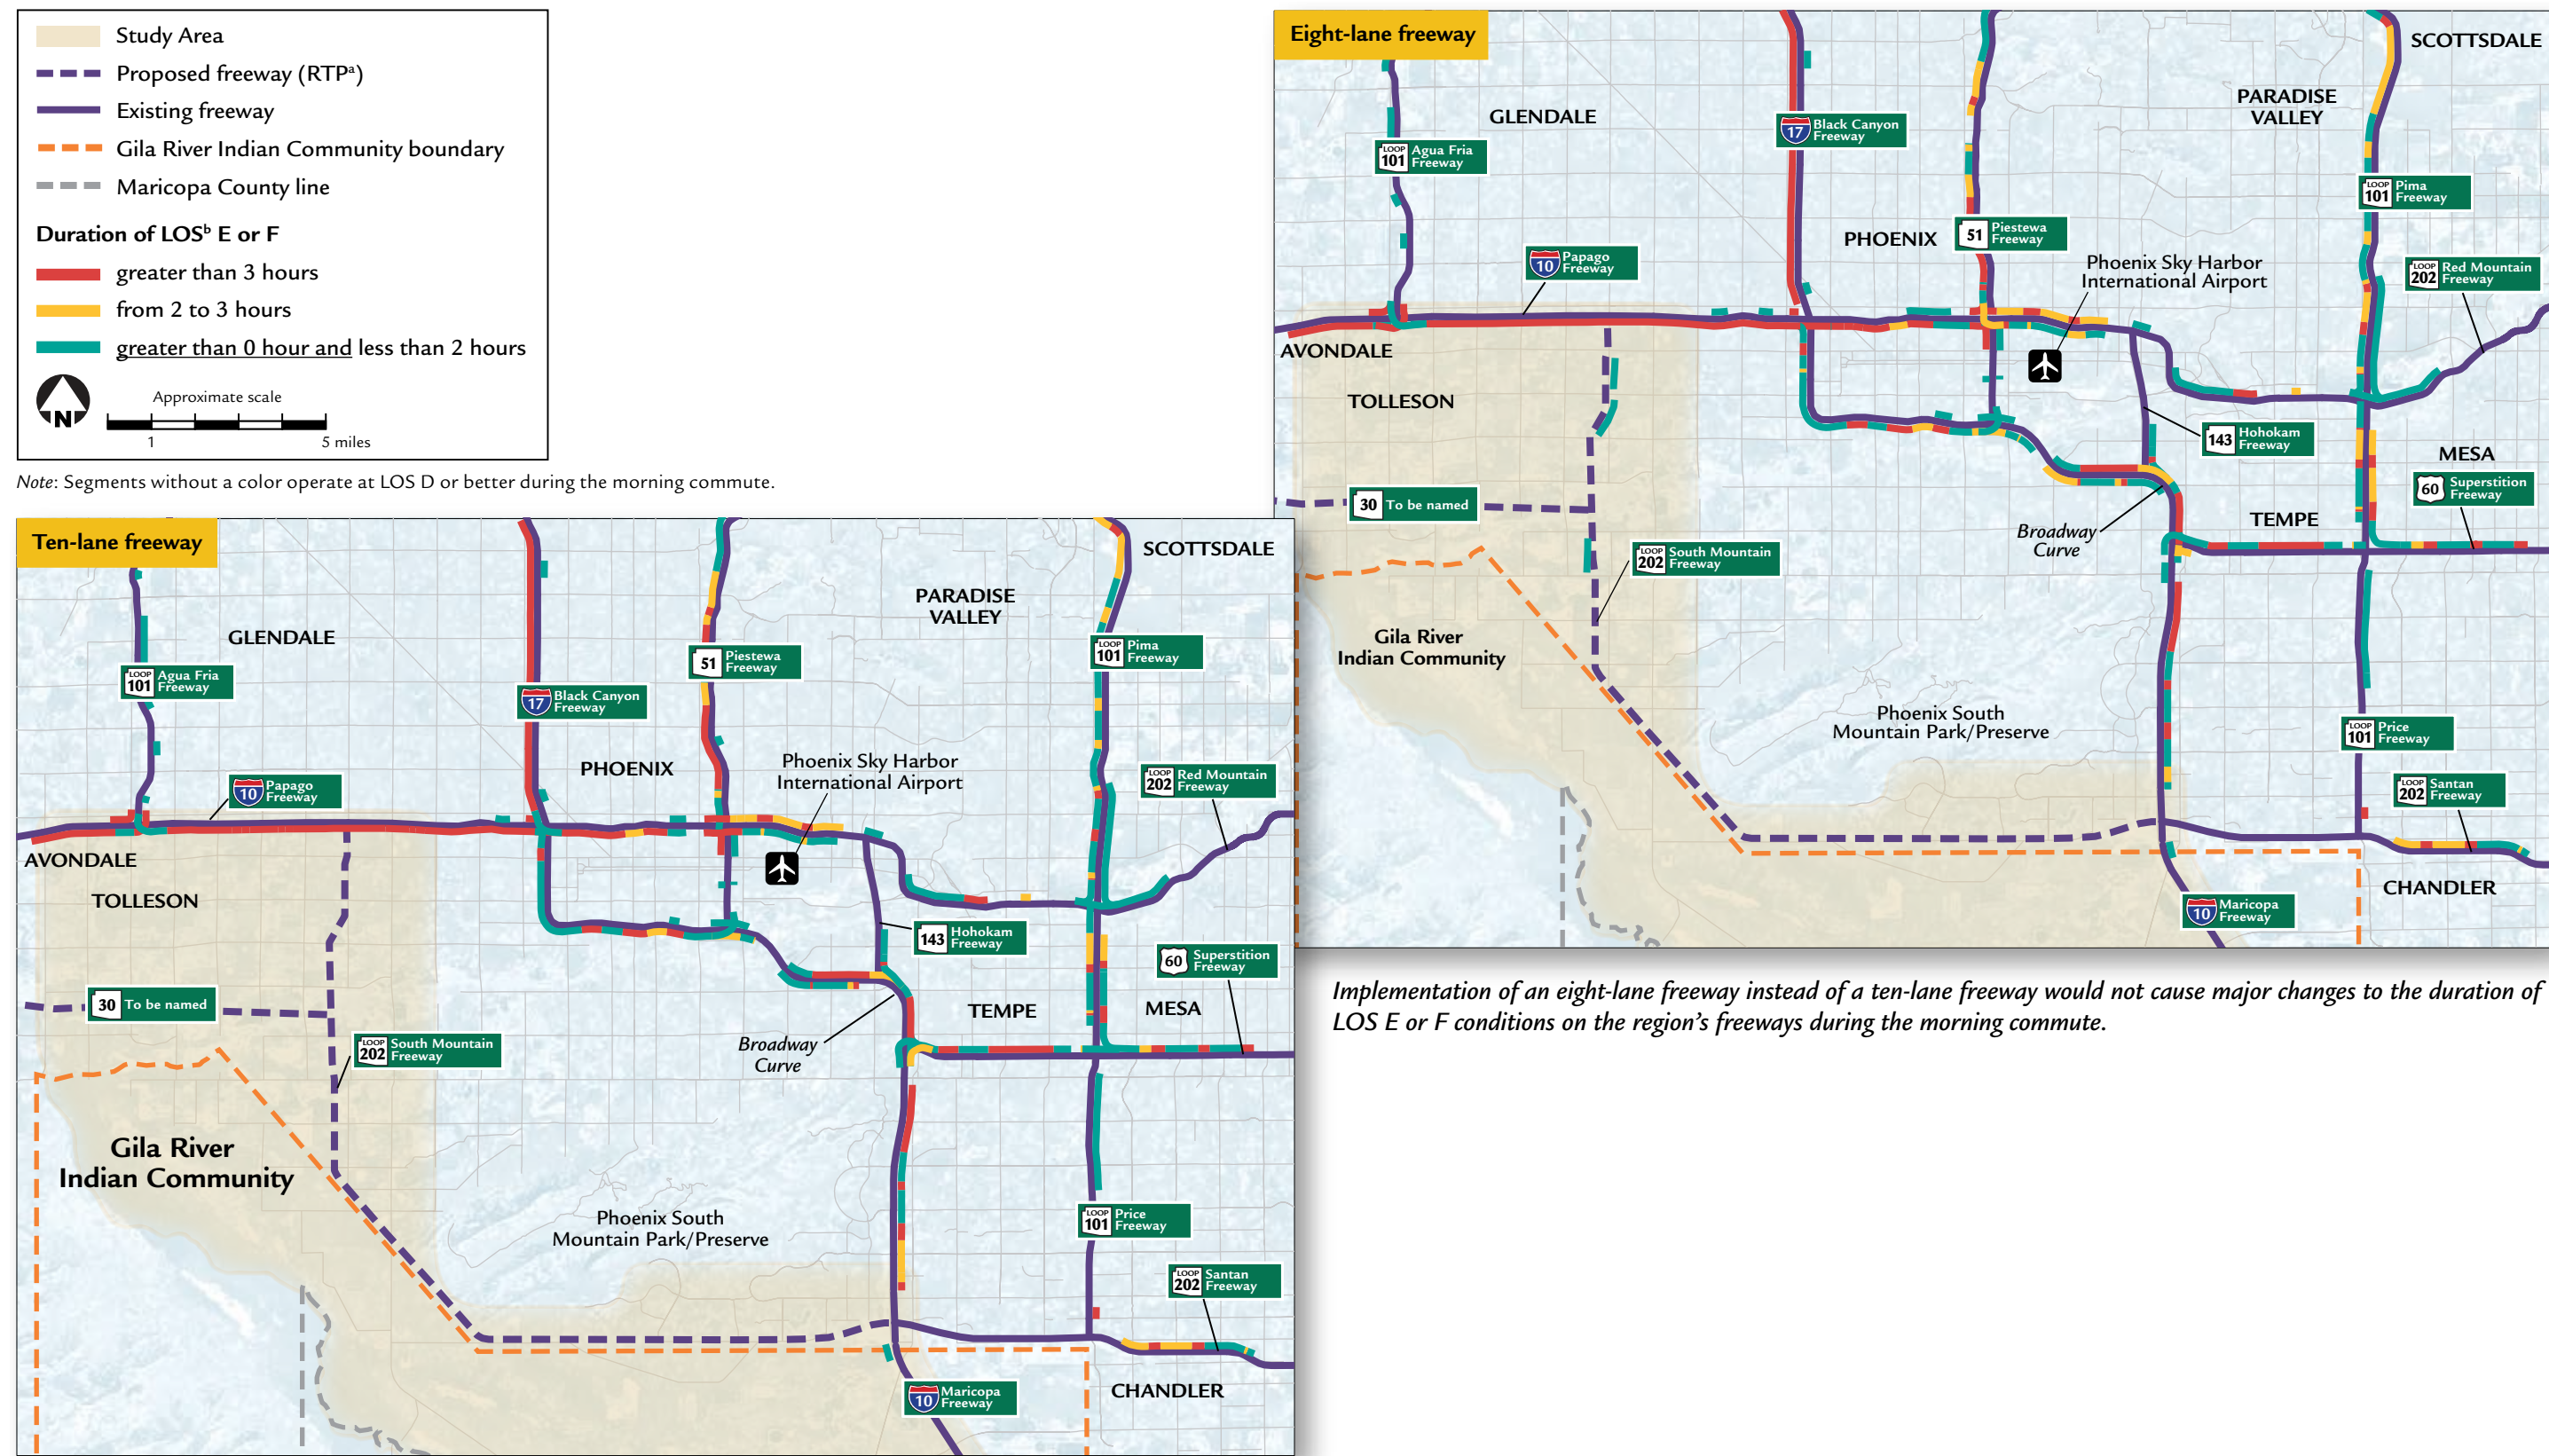 Study Area
Proposed freeway (RTPᵃ)
Existing freeway
Gila River Indian Community boundary
Maricopa County line
Duration of LOSᵇ E or F
greater than 3 hours
from 2 to 3 hours
greater than 0 hour and less than 2 hours
N
Approximate scale
1
5 miles
Note: Segments without a color operate at LOS D or better during the morning commute.
Ten-lane freeway
SCOTTSDALE
PARADISE
VALLEY
GLENDALE
LOOP
101
Agua Fria
Freeway
17
Black Canyon
Freeway
51
Piestewa
Freeway
LOOP
101
Pima
Freeway
PHOENIX
Phoenix Sky Harbor
International Airport
LOOP
202
Red Mountain
Freeway
10
Papago
Freeway
AVONDALE
TOLLESON
143
Hohokam
Freeway
60
Superstition
Freeway
30
To be named
TEMPE
MESA
LOOP
202
South Mountain
Freeway
Broadway
Curve
Gila River
Indian Community
Phoenix South
Mountain Park/Preserve
LOOP
101
Price
Freeway
LOOP
202
Santan
Freeway
10
Maricopa
Freeway
CHANDLER
Eight-lane freeway
SCOTTSDALE
PARADISE
VALLEY
GLENDALE
LOOP
101
Agua Fria
Freeway
17
Black Canyon
Freeway
LOOP
101
Pima
Freeway
PHOENIX
51
Piestewa
Freeway
10
Papago
Freeway
Phoenix Sky Harbor
International Airport
LOOP
202
Red Mountain
Freeway
AVONDALE
TOLLESON
143
Hohokam
Freeway
MESA
60
Superstition
Freeway
30
To be named
TEMPE
Broadway
Curve
LOOP
202
South Mountain
Freeway
Gila River
Indian Community
Phoenix South
Mountain Park/Preserve
LOOP
101
Price
Freeway
LOOP
202
Santan
Freeway
CHANDLER
10
Maricopa
Freeway
Implementation of an eight-lane freeway instead of a ten-lane freeway would not cause major changes to the duration of
LOS E or F conditions on the region’s freeways during the morning commute.